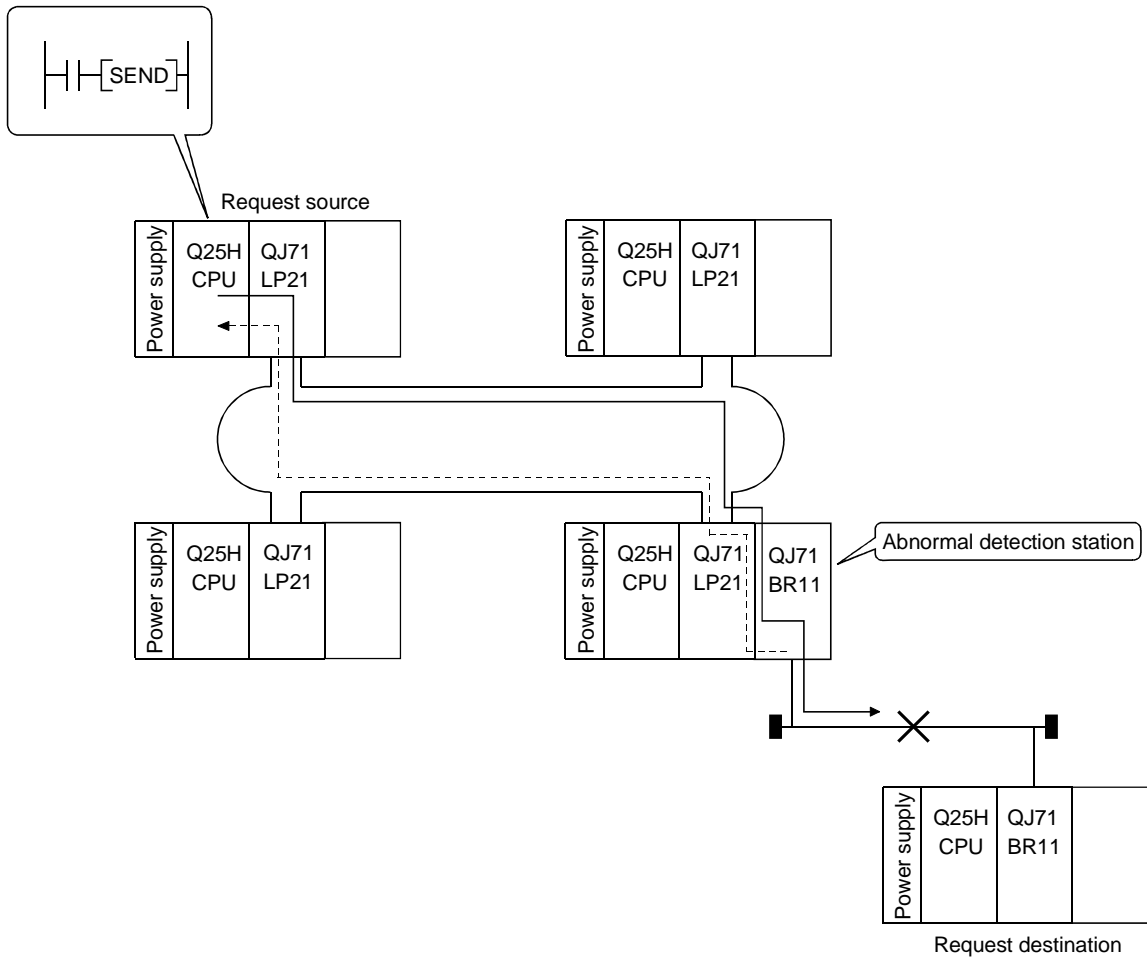 SEND
Request source
Power supply
Q25H
CPU
QJ71
LP21
Power supply
Q25H
CPU
QJ71
LP21
Power supply
Q25H
CPU
QJ71
LP21
Power supply
Q25H
CPU
QJ71
LP21
QJ71
BR11
Abnormal detection station
Power supply
Q25H
CPU
QJ71
BR11
Request destination